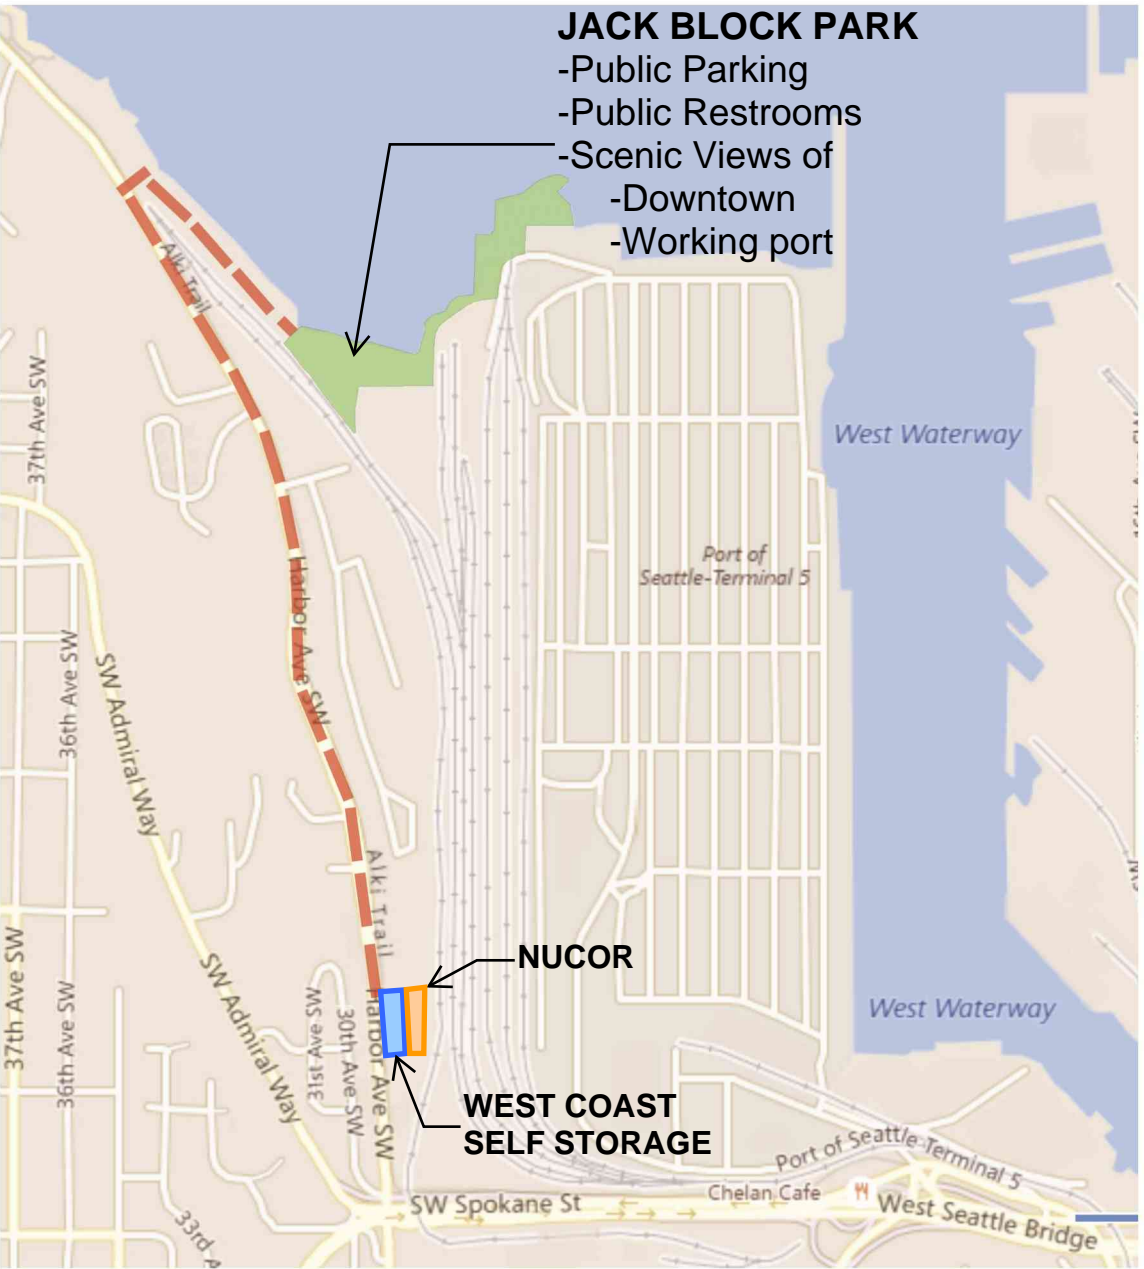 JACK BLOCK PARK
-Public Parking
-Public Restrooms
-Scenic Views of
-Downtown
-Working port
Alki Trail
37th Ave SW
West Waterway
Port of
Seattle-Terminal 5
Harbor Ave SW
36th Ave SW
SW Admiral Way
Alki Trail
NUCOR
37th Ave SW
SW Admiral Way
36th Ave SW
31st Ave SW
30th Ave SW
Harbor Ave SW
West Waterway
WEST COAST
SELF STORAGE
Port of Seattle-Terminal 5
SW Spokane St
Chelan Cafe
West Seattle Bridge
33rd A